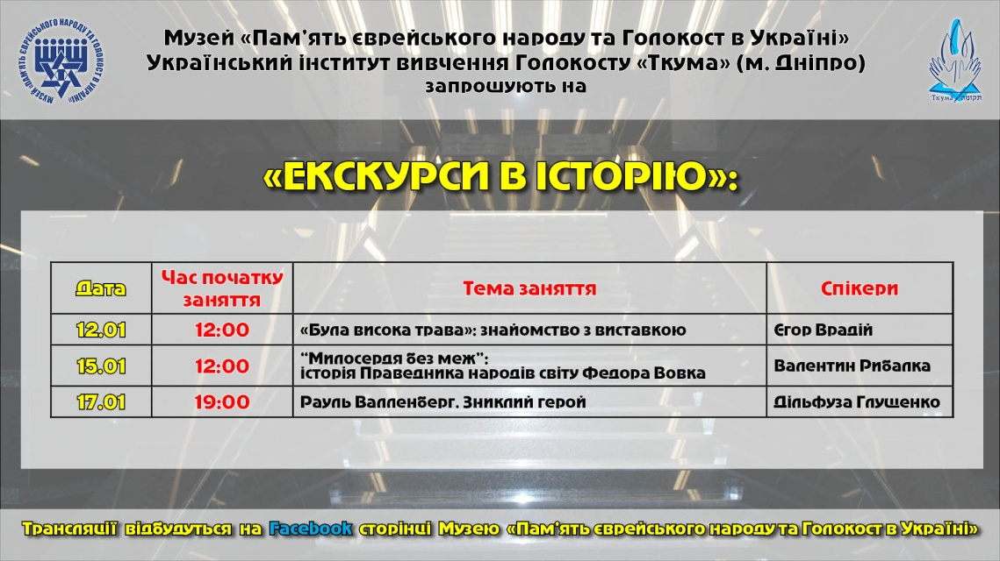 Музей «Пам'ять єврейського народу та Голокост в Україні»
Український інститут вивчення Голокосту «Ткума» (м. Дніпро)
запрошують на
МУЗЕЙ «ПАМ'ЯТЬ ЄВРЕЙСЬКОГО НАРОДУ ТА ГОЛОКОСТ В УКРАЇНІ»
Ткума תקומה
«ЕКСКУРСИ В ІСТОРІЮ»:
Дата Час початку заняття Тема заняття Спікери
12.01 12:00 «Була висока трава»: знайомство з виставкою Єгор Врадій
15.01 12:00 “Милосердя без меж”:
історія Праведника народів світу Федора Вовка Валентин Рибалка
17.01 19:00 Рауль Валленберг. Зниклий герой Дільфуза Глущенко
Трансляції відбудуться на Facebook сторінці Музею «Пам'ять єврейського народу та Голокост в Україні»